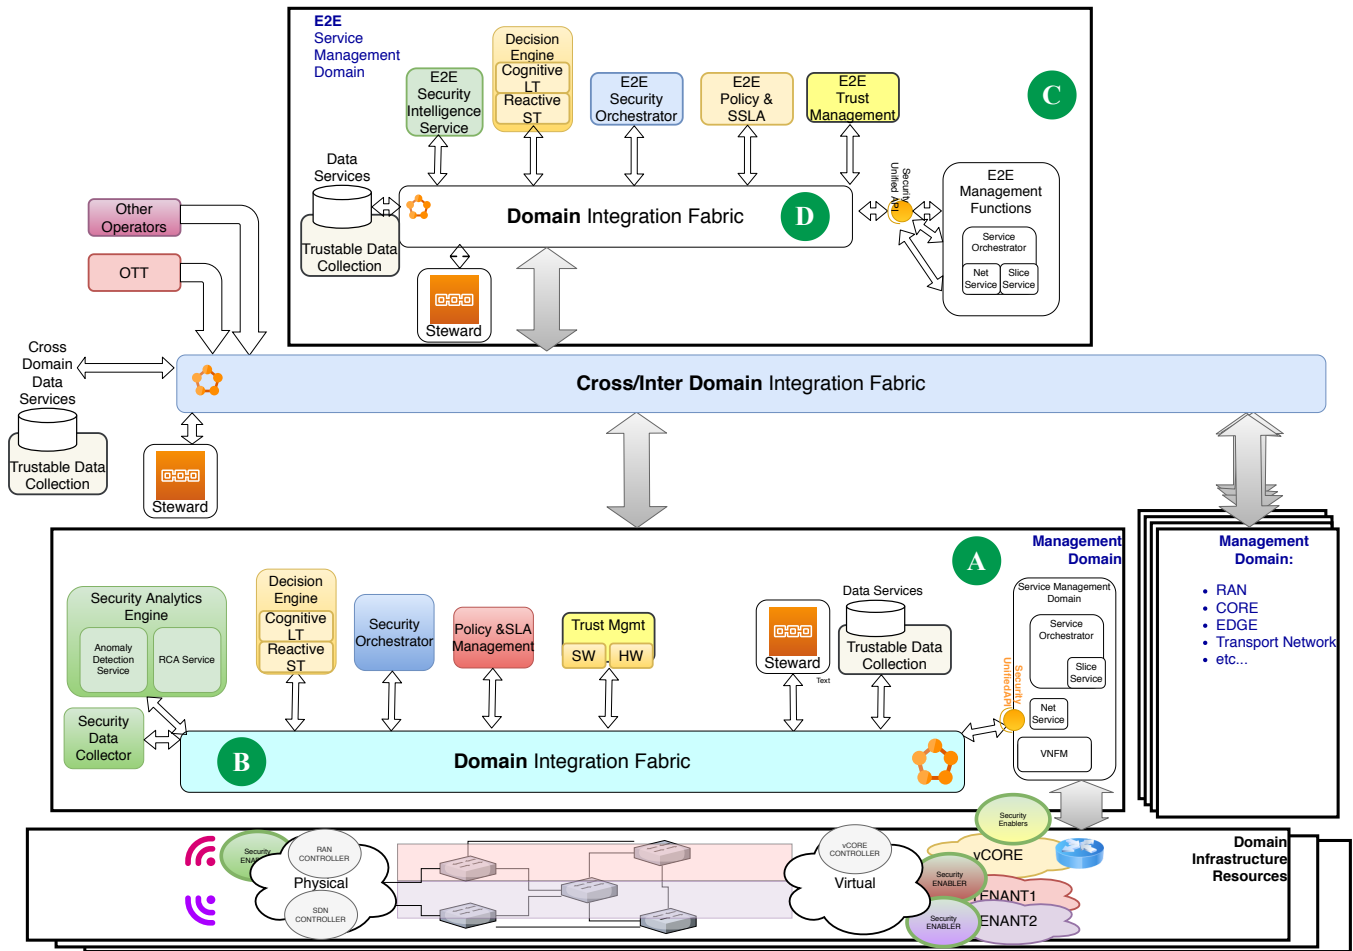 E2E
Service
Management
Domain
E2E
Security
Intelligence
Service
Decision
Engine
Cognitive
LT
Reactive
ST
E2E
Security
Orchestrator
E2E
Policy &
SSLA
E2E
Trust
Management
C
Data
Services
Trustable Data
Collection
Domain Integration Fabric
D
Security
Unified API
E2E
Management
Functions
Service
Orchestrator
Net
Service
Slice
Service
Steward
Other
Operators
OTT
Cross
Domain
Data
Services
Trustable Data
Collection
Steward
Cross/Inter Domain Integration Fabric
A
Management
Domain
Security Analytics
Engine
Anomaly
Detection
Service
RCA Service
Security
Data
Collector
Decision
Engine
Cognitive
LT
Reactive
ST
Security
Orchestrator
Policy &SLA
Management
Trust Mgmt
SW
HW
Steward
Text
Data Services
Trustable Data
Collection
B
Domain Integration Fabric
Security
UnifiedAPI
Service Management
Domain
Service
Orchestrator
Slice
Service
Net
Service
VNFM
Management
Domain:
• RAN
• CORE
• EDGE
• Transport Network
• etc...
Security
RAN
CONTROLLER
Physical
SDN
CONTROLLER
vCORE
CONTROLLER
Virtual
Security
Enablers
vCORE
Security
ENABLER
TENANT1
Security
ENABLER
ENANT2
Domain
Infrastructure
Resources